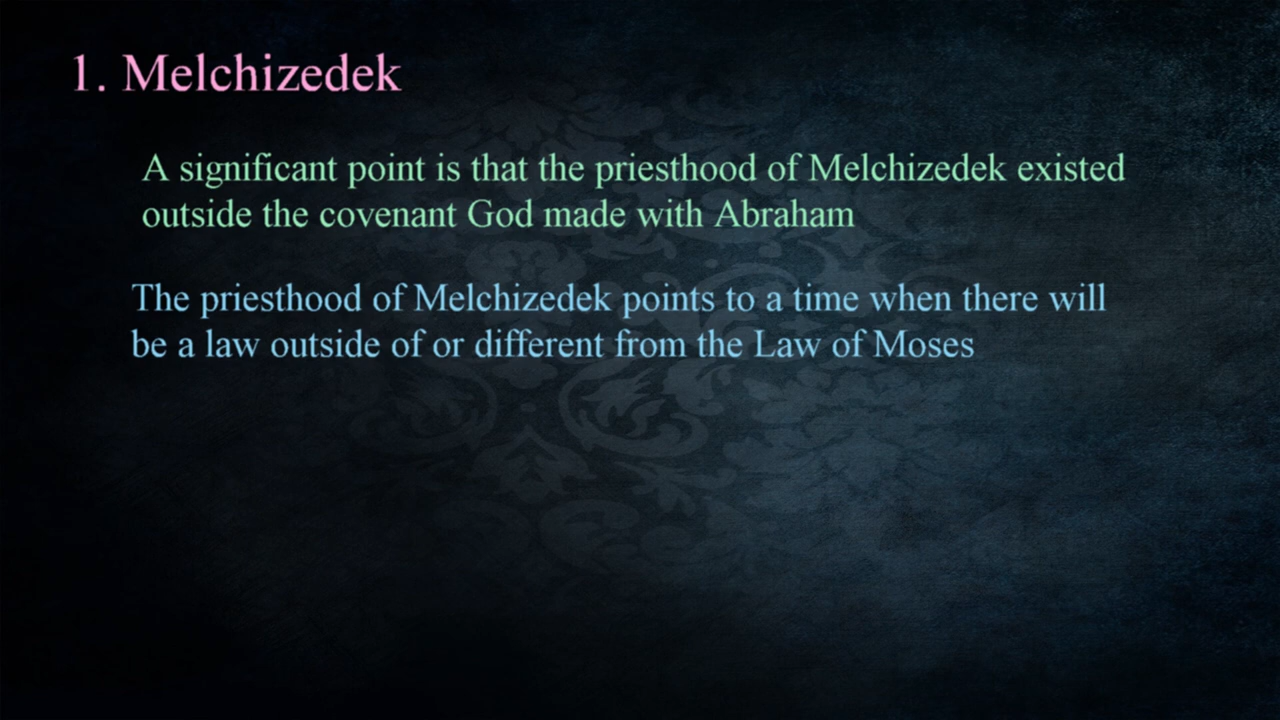 1. Melchizedek
A significant point is that the priesthood of Melchizedek existed
outside the covenant God made with Abraham
The priesthood of Melchizedek points to a time when there will
be a law outside of or different from the Law of Moses